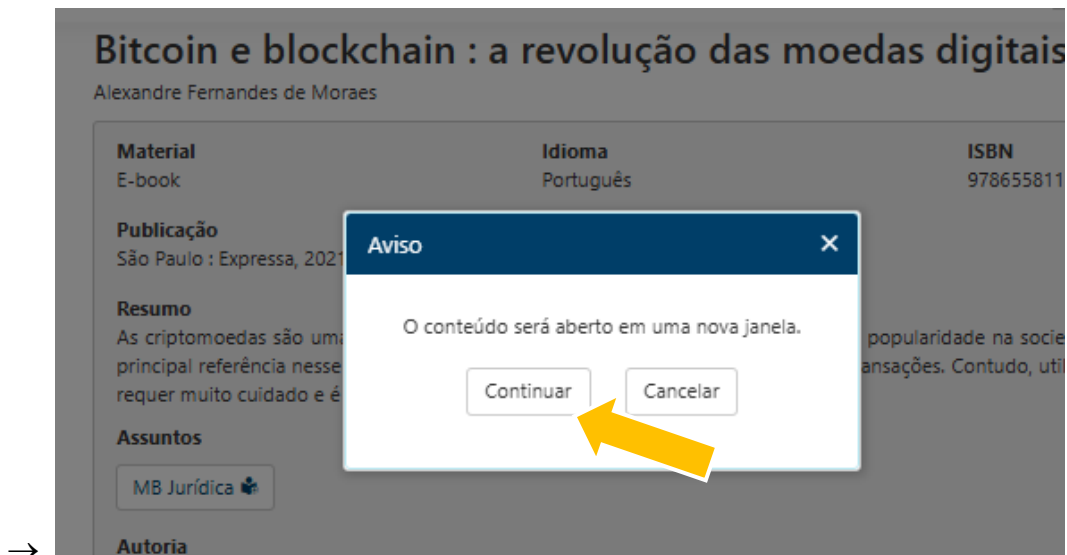 Bitcoin e blockchain : a revolução das moedas digitais
Alexandre Fernandes de Moraes
Material Idioma ISBN
E-book Português 978655811
Publicação
São Paulo : Expressa, 2021
Aviso ×
Resumo
As criptomoedas são uma popularidade na socie
O conteúdo será aberto em uma nova janela.
principal referência nesse ansações. Contudo, util
requer muito cuidado e é
Continuar Cancelar
Assuntos
MB Jurídica
→ Autoria